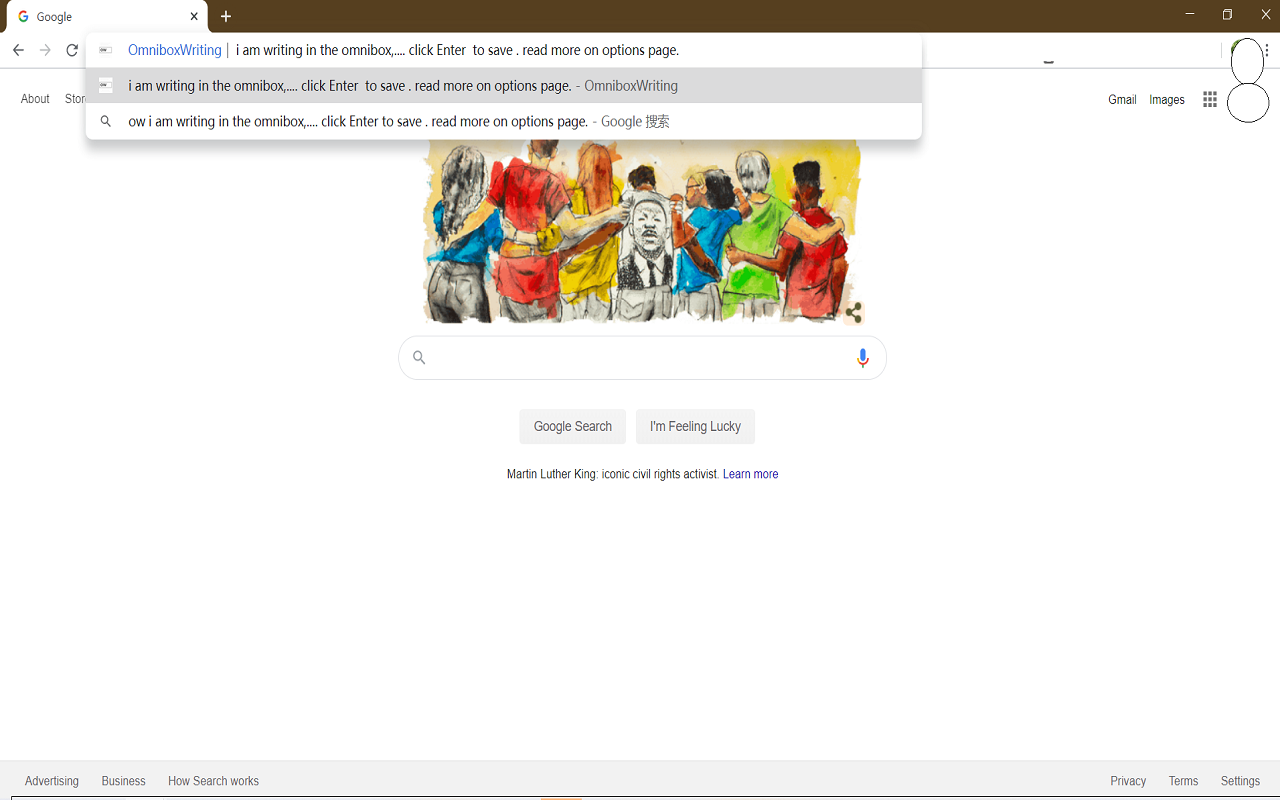 Google
OmniboxWriting | i am writing in the omnibox,.... click Enter  to save . read more on options page.
i am writing in the omnibox,.... click Enter  to save . read more on options page. - OmniboxWriting
ow i am writing in the omnibox,.... click Enter to save . read more on options page. - Google 搜索
About
Gmail Images
Google Search I'm Feeling Lucky
Martin Luther King: iconic civil rights activist. Learn more
Advertising Business How Search works Privacy Terms Settings